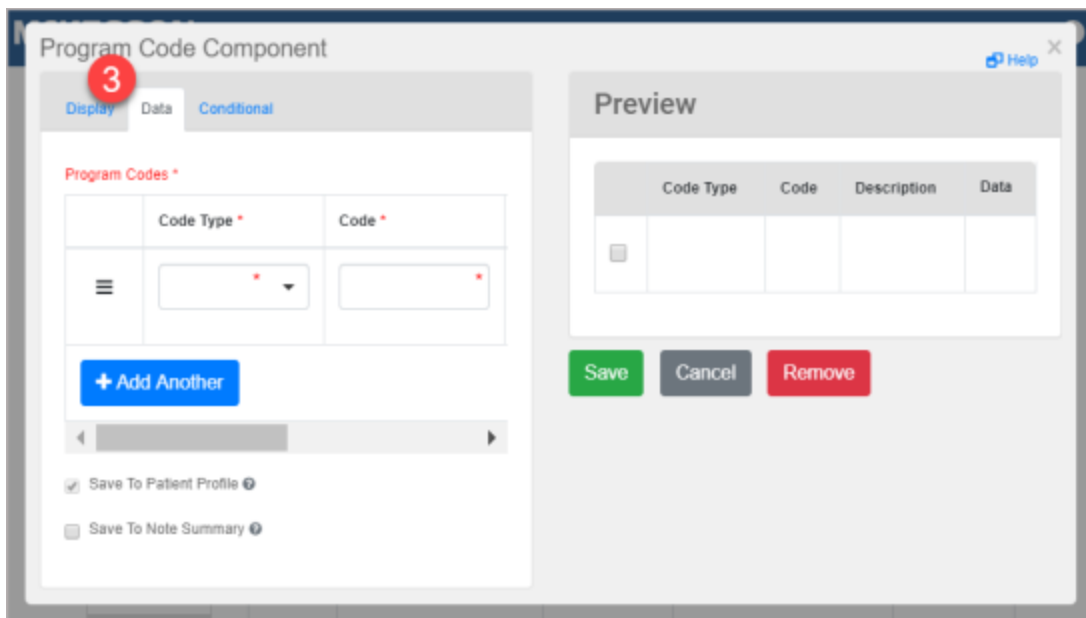 Program Code Component
Help
3
Display Data Conditional
Program Codes *
Code Type * Code *
* *
+ Add Another
Save To Patient Profile
Save To Note Summary
Preview
Code Type Code Description Data
Save Cancel Remove